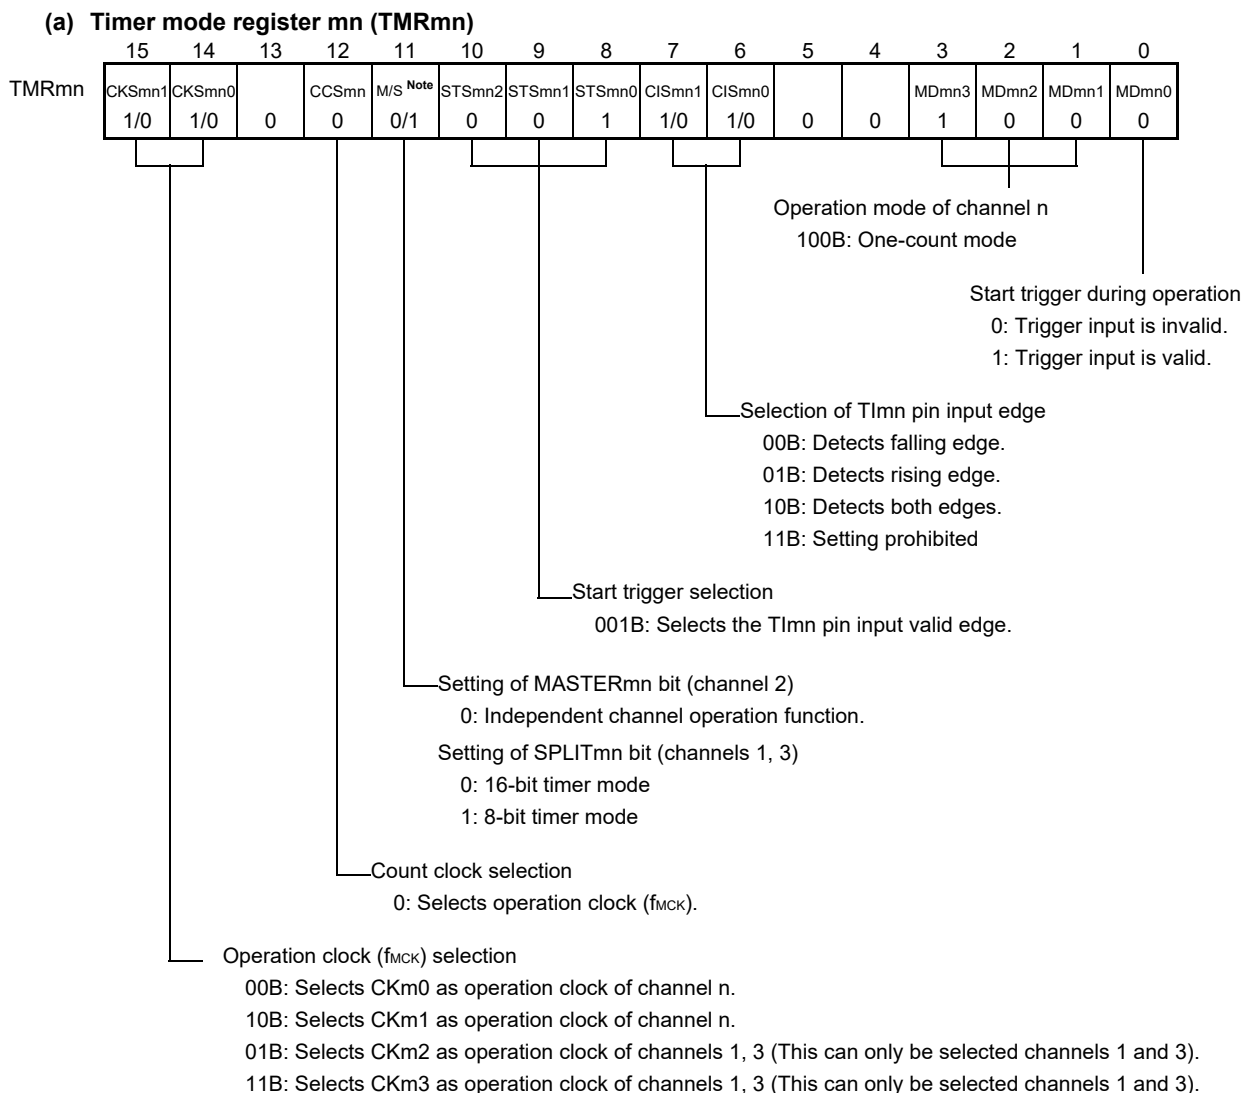 (a) Timer mode register mn (TMRmn)
15 14 13 12 11 10 9 8 7 6 5 4 3 2 1 0
TMRmn CKSmn1 CKSmn0 CCSmn M/S Note STSmn2 STSmn1 STSmn0 CISmn1 CISmn0 MDmn3 MDmn2 MDmn1 MDmn0
1/0 1/0 0 0 0/1 0 0 1 1/0 1/0 0 0 1 0 0 0
Operation mode of channel n
100B: One-count mode
Start trigger during operation
0: Trigger input is invalid.
1: Trigger input is valid.
Selection of TImn pin input edge
00B: Detects falling edge.
01B: Detects rising edge.
10B: Detects both edges.
11B: Setting prohibited
Start trigger selection
001B: Selects the TImn pin input valid edge.
Setting of MASTERmn bit (channel 2)
0: Independent channel operation function.
Setting of SPLITmn bit (channels 1, 3)
0: 16-bit timer mode
1: 8-bit timer mode
Count clock selection
0: Selects operation clock (fMCK).
Operation clock (fMCK) selection
00B: Selects CKm0 as operation clock of channel n.
10B: Selects CKm1 as operation clock of channel n.
01B: Selects CKm2 as operation clock of channels 1, 3 (This can only be selected channels 1 and 3).
11B: Selects CKm3 as operation clock of channels 1, 3 (This can only be selected channels 1 and 3).